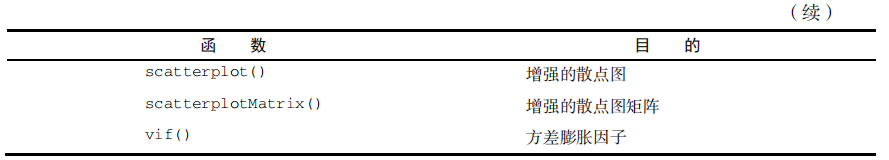 （续）
函 数 目 的
scatterplot() 增强的散点图
scatterplotMatrix() 增强的散点图矩阵
vif() 方差膨胀因子